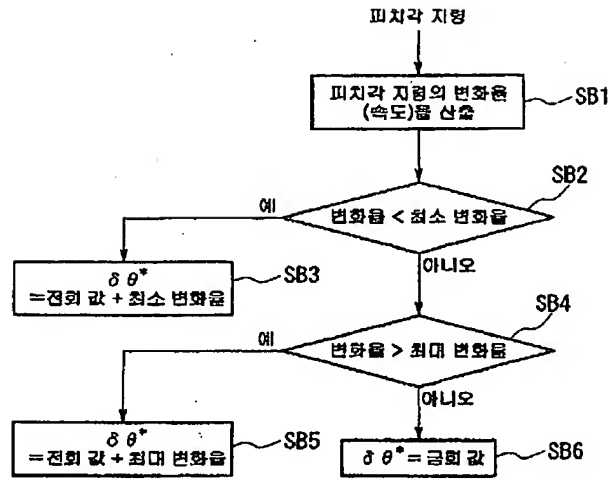 피치각 지령
피치각 지령의 변화율
(속도)을 산출
SB1
SB2
변화율 < 최소 변화율
예
아니오
δ θ*
=전회 값 + 최소 변화율
SB3
SB4
변화율 > 최대 변화율
예
아니오
δ θ*
=전회 값 + 최대 변화율
SB5
δ θ* = 금회 값
SB6